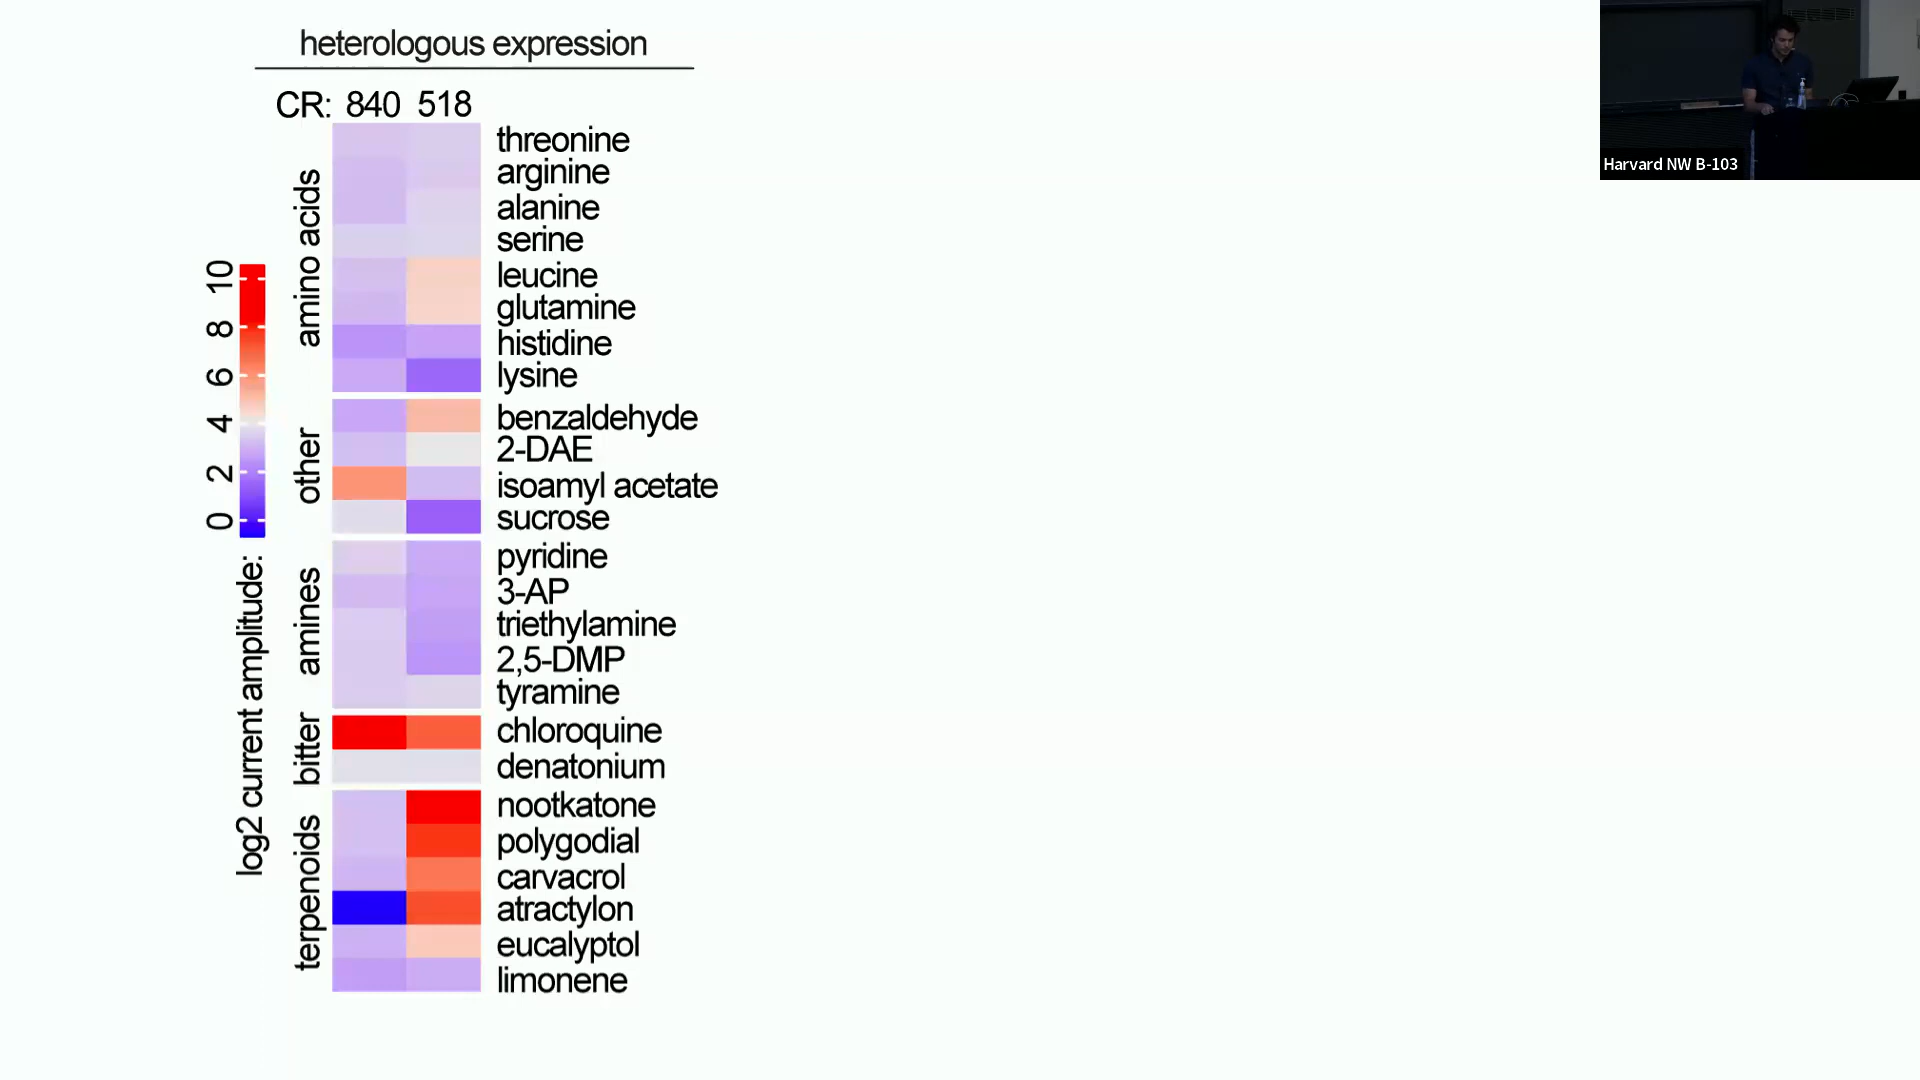 heterologous expression
CR: 840 518
amino acids
threonine
arginine
alanine
serine
leucine
glutamine
histidine
lysine
other
benzaldehyde
2-DAE
isoamyl acetate
sucrose
amines
pyridine
3-AP
triethylamine
2,5-DMP
tyramine
bitter
chloroquine
denatonium
terpenoids
nootkatone
polygodial
carvacrol
atractylon
eucalyptol
limonene
log2 current amplitude:
0 2 4 6 8 10
Harvard NW B-103